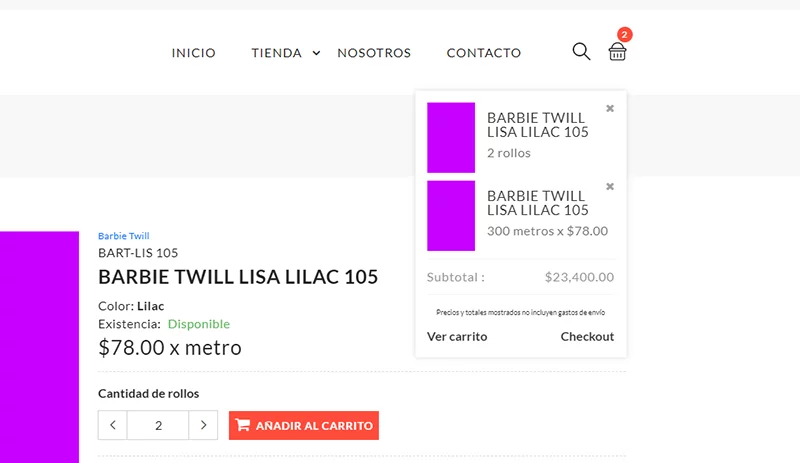 INICIO TIENDA NOSOTROS CONTACTO 2
BARBIE TWILL
LISA LILAC 105
2 rollos
BARBIE TWILL
LISA LILAC 105
300 metros x $78.00
Subtotal : $23,400.00
Precios y totales mostrados no incluyen gastos de envío
Ver carrito Checkout
Barbie Twill
BART-LIS 105
BARBIE TWILL LISA LILAC 105
Color: Lilac
Existencia: Disponible
$78.00 x metro
Cantidad de rollos
2 AÑADIR AL CARRITO